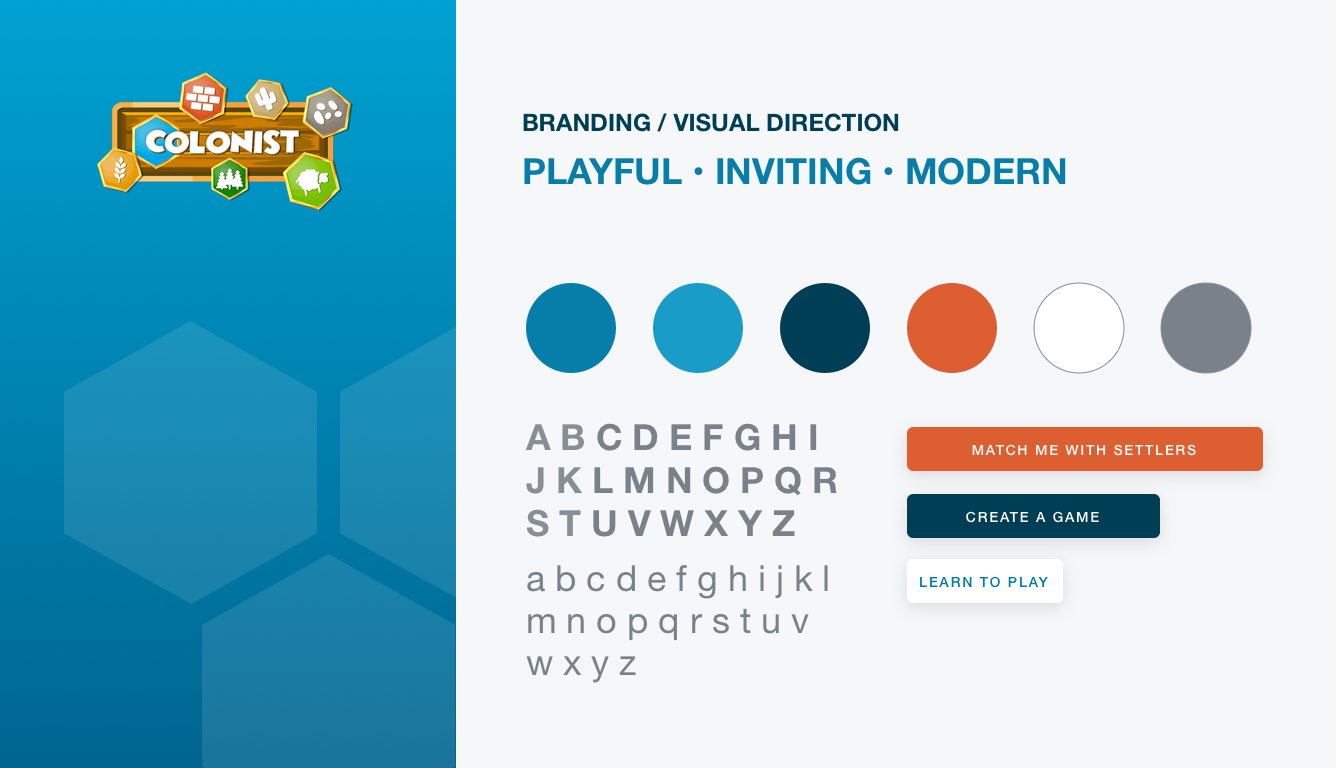 COLONIST
BRANDING / VISUAL DIRECTION
PLAYFUL • INVITING • MODERN
A B C D E F G H I
J K L M N O P Q R
S T U V W X Y Z
a b c d e f g h i j k l
m n o p q r s t u v
w x y z
MATCH ME WITH SETTLERS
CREATE A GAME
LEARN TO PLAY